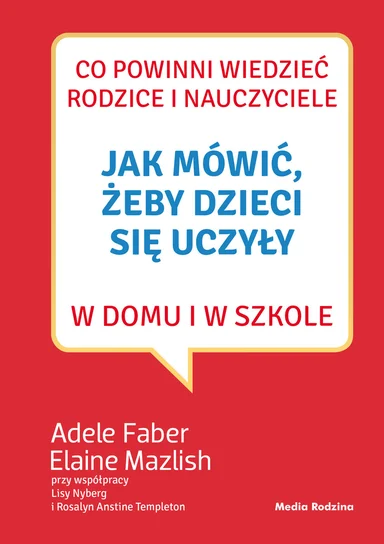 CO POWINNI WIEDZIEĆ
RODZICE I NAUCZYCIELE
JAK MÓWIĆ,
ŻEBY DZIECI
SIĘ UCZYŁY
W DOMU I W SZKOLE
Adele Faber
Elaine Mazlish
przy współpracy
Lisy Nyberg
i Rosalyn Anstine Templeton
Media Rodzina